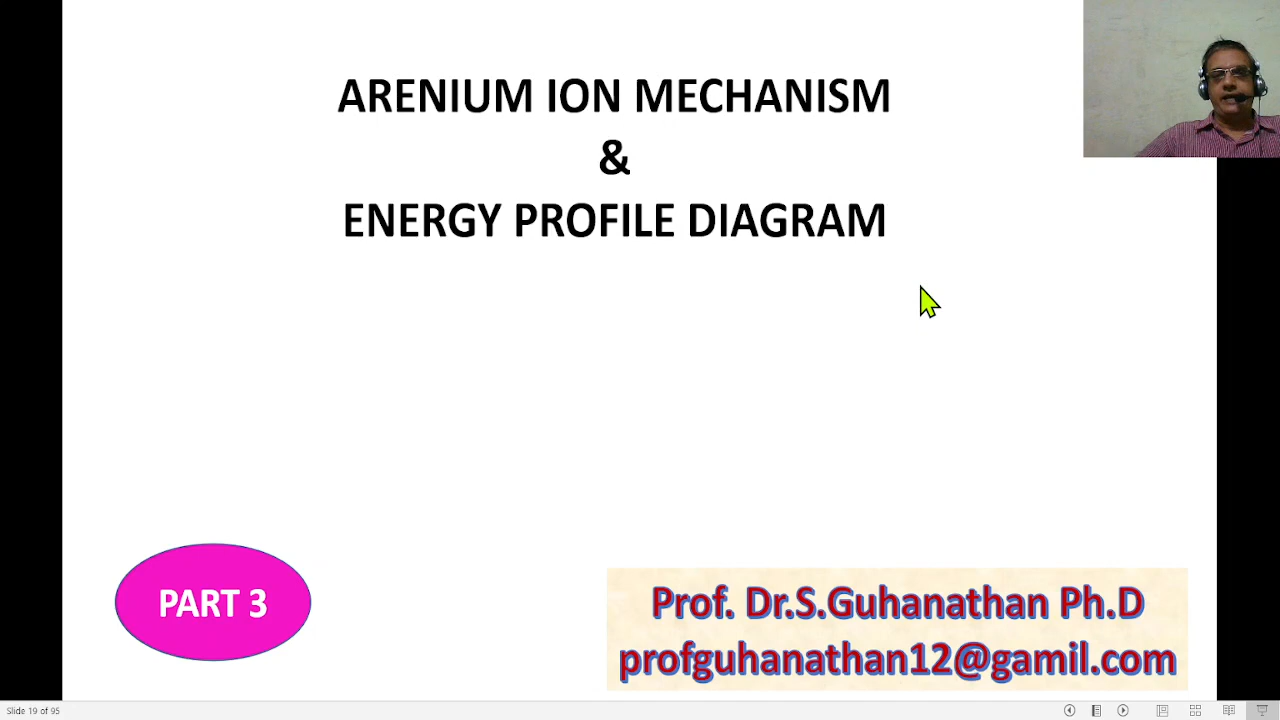 ARENIUM ION MECHANISM
&
ENERGY PROFILE DIAGRAM
PART 3
Prof. Dr.S.Guhanathan Ph.D
profguhanathan12@gamil.com
Slide 19 of 95